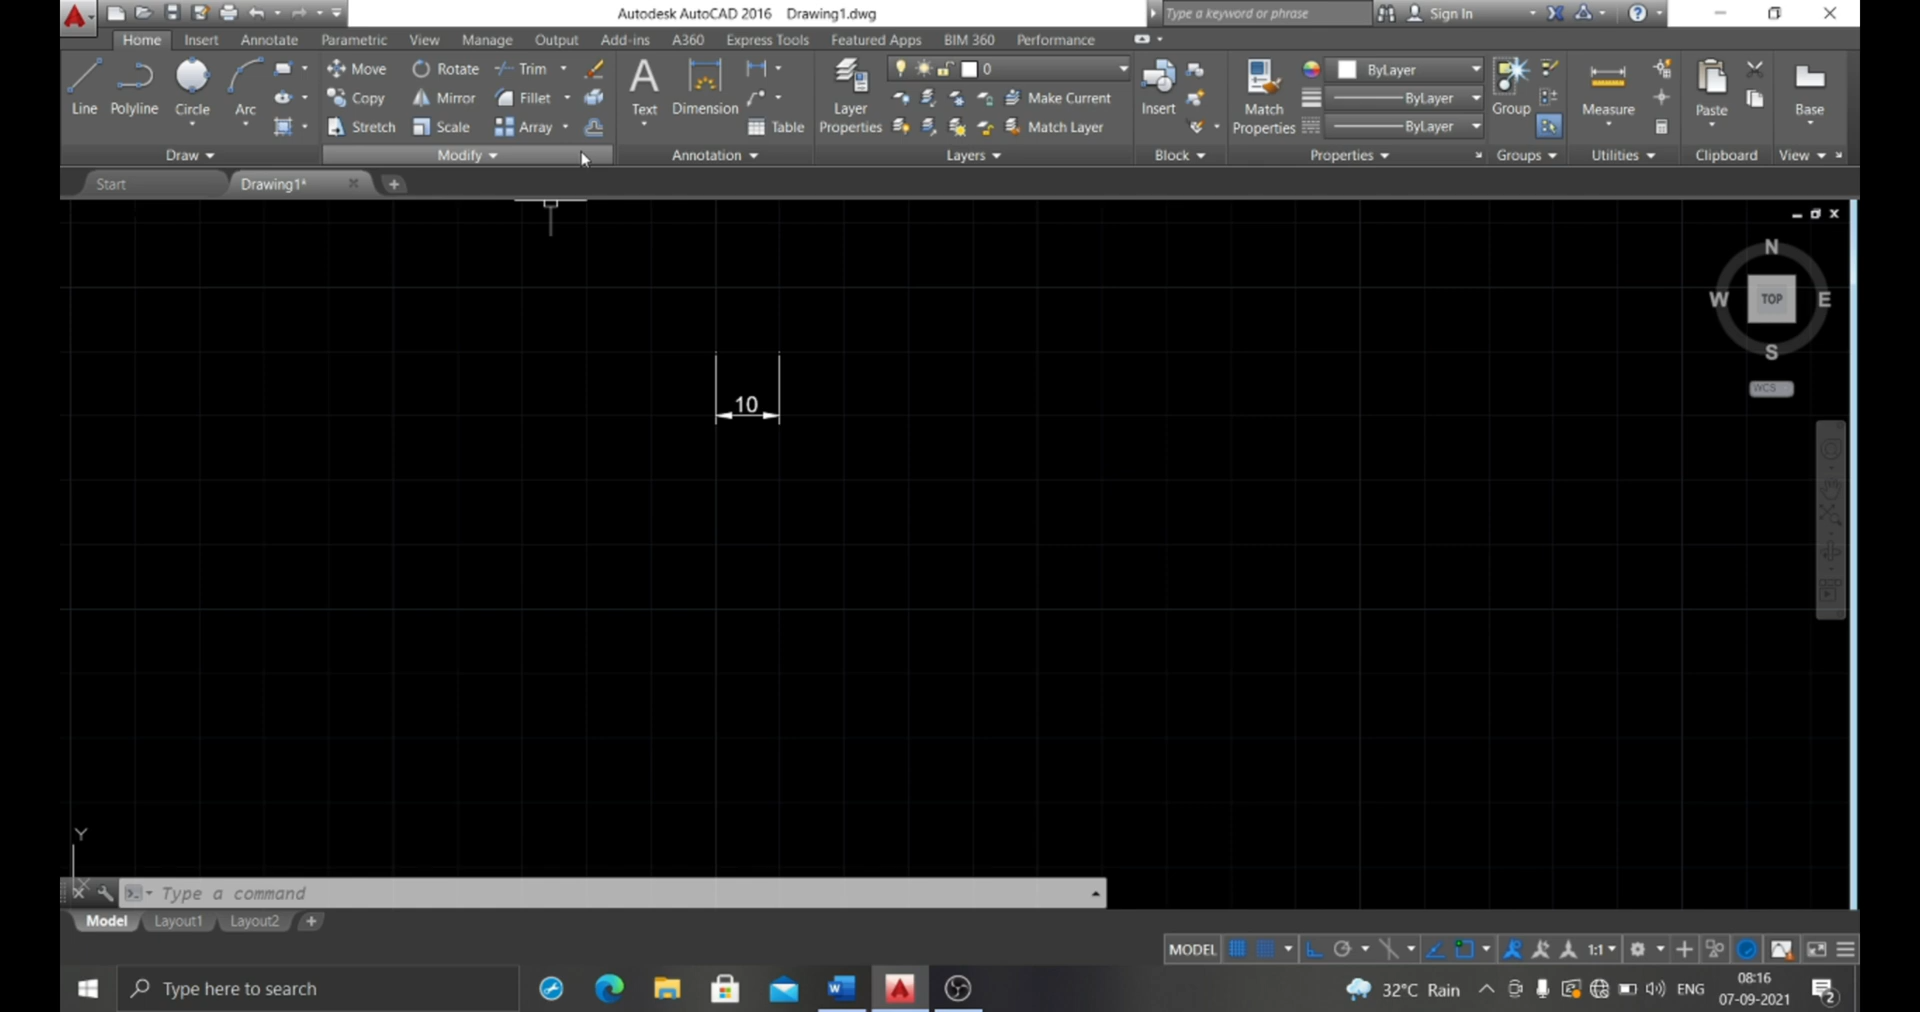 Autodesk AutoCAD 2016 Drawing1.dwg
Type a keyword or phrase
Sign In
Home Insert Annotate Parametric View Manage Output Add-ins A360 Express Tools Featured Apps BIM 360 Performance
Line Polyline Circle Arc
Move Rotate Trim
Copy Mirror Fillet
Stretch Scale Array
Text Dimension Table
Layer Properties
0
Make Current
Match Layer
Insert
Match Properties
ByLayer
ByLayer
ByLayer
Group
Measure
Paste
Base
Draw Modify Annotation Layers Block Properties Groups Utilities Clipboard View
Start Drawing1*
N
W TOP E
S
WCS
10
Y
X
Type a command
Model Layout1 Layout2
MODEL 1:1
Type here to search
32°C Rain ENG
08:16
07-09-2021
2